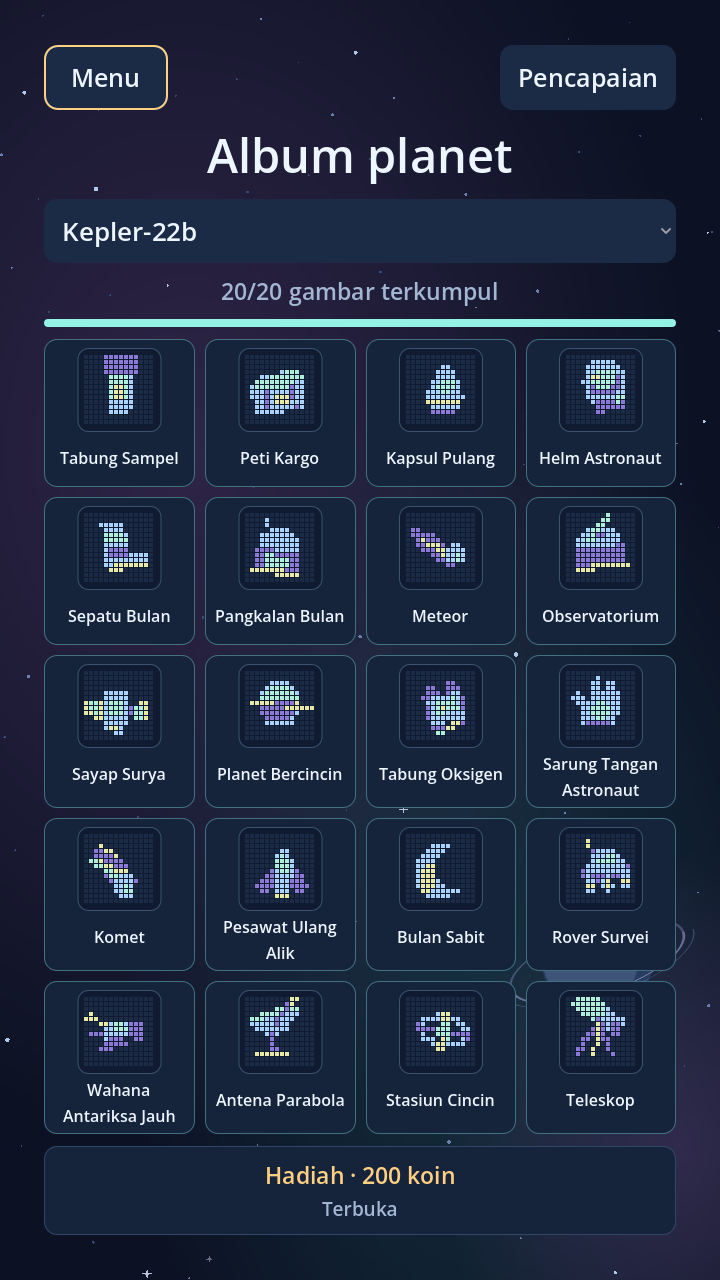 Menu
Pencapaian
Album planet
Kepler-22b
20/20 gambar terkumpul
Tabung Sampel
Peti Kargo
Kapsul Pulang
Helm Astronaut
Sepatu Bulan
Pangkalan Bulan
Meteor
Observatorium
Sayap Surya
Planet Bercincin
Tabung Oksigen
Sarung Tangan
Astronaut
Komet
Pesawat Ulang
Alik
Bulan Sabit
Rover Survei
Wahana
Antariksa Jauh
Antena Parabola
Stasiun Cincin
Teleskop
Hadiah · 200 koin
Terbuka